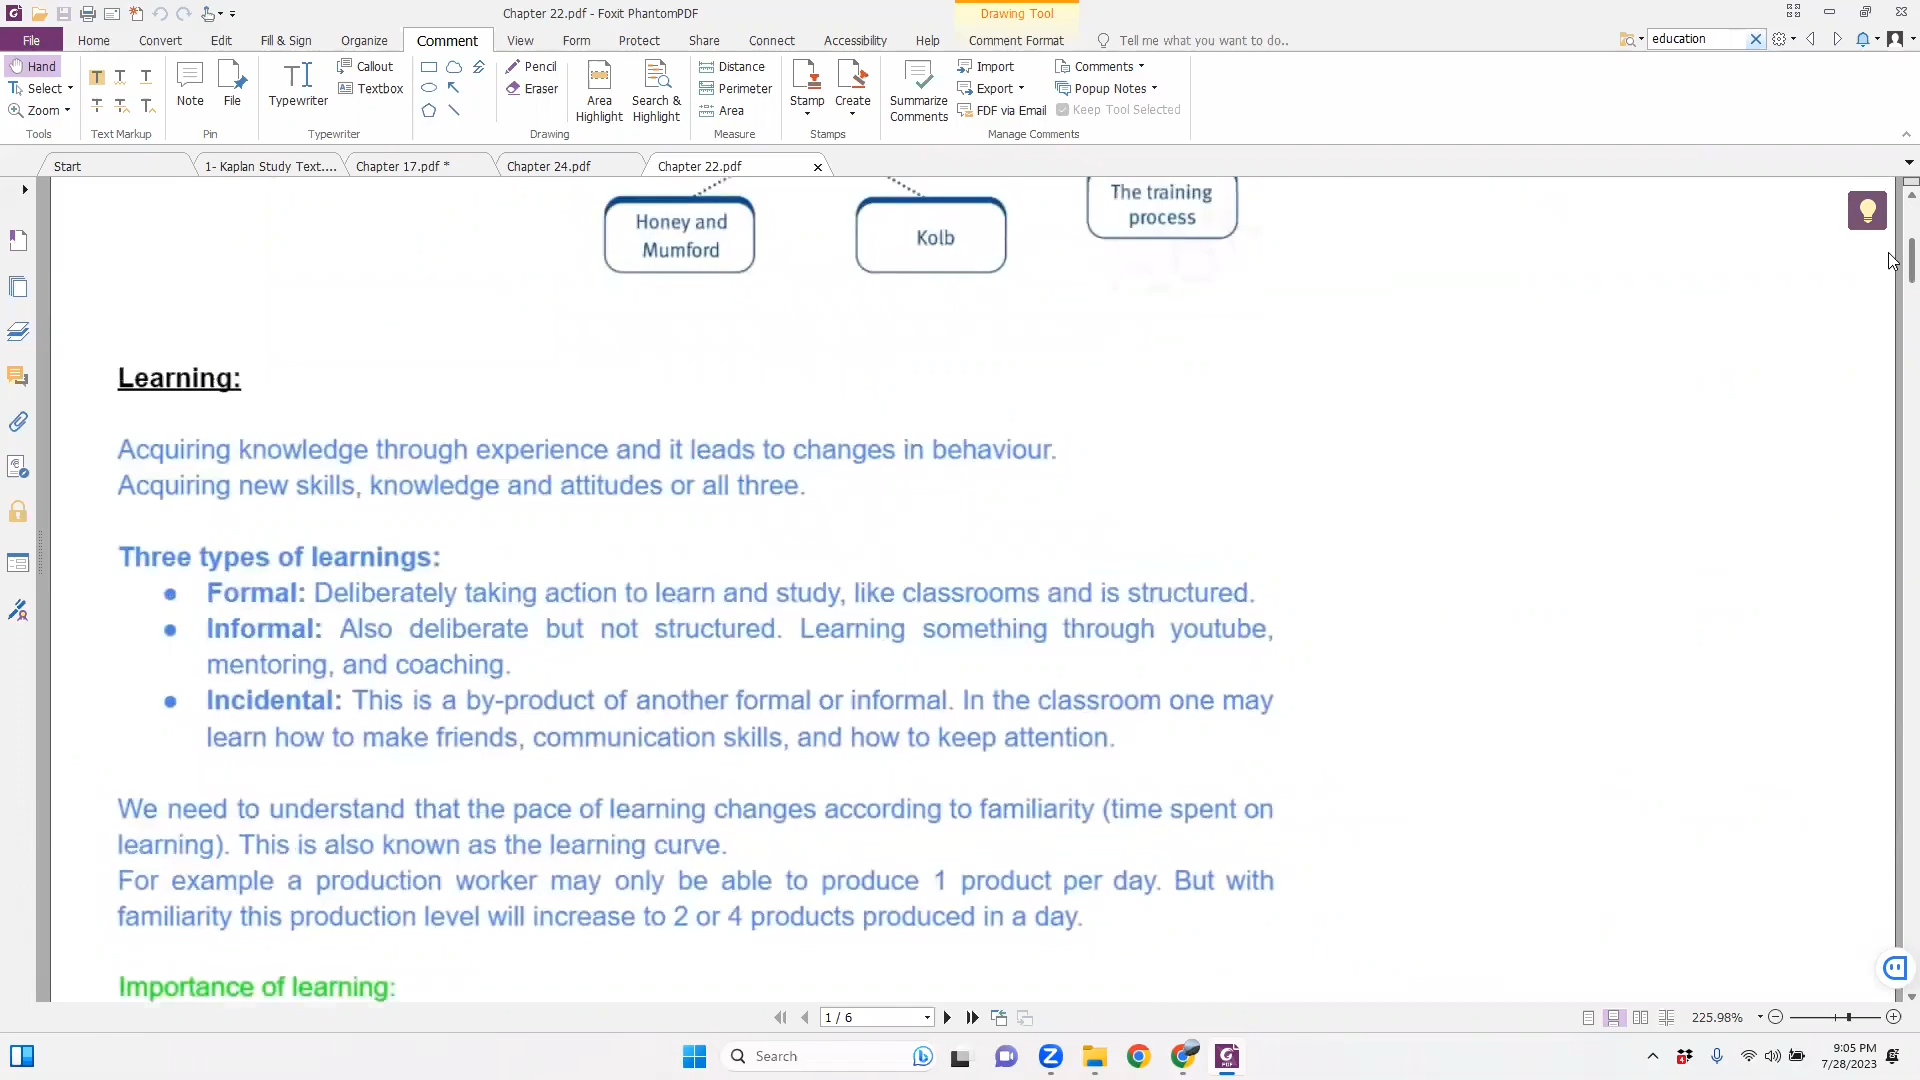 Chapter 22.pdf - Foxit PhantomPDF
Drawing Tool
File Home Convert Edit Fill & Sign Organize Comment View Form Protect Share Connect Accessibility Help Comment Format Tell me what you want to do.. education
Hand
Select
Zoom
Tools
Text Markup
Note
File
Pin
Typewriter
Callout
Textbox
Typewriter
Pencil
Eraser
Area Highlight
Search & Highlight
Drawing
Distance
Perimeter
Area
Measure
Stamp
Create
Stamps
Summarize Comments
Import
Export
FDF via Email
Comments
Popup Notes
Keep Tool Selected
Manage Comments
Start 1- Kaplan Study Text.... Chapter 17.pdf * Chapter 24.pdf Chapter 22.pdf
Honey and
Mumford
Kolb
The training
process
Learning:
Acquiring knowledge through experience and it leads to changes in behaviour.
Acquiring new skills, knowledge and attitudes or all three.
Three types of learnings:
● Formal: Deliberately taking action to learn and study, like classrooms and is structured.
● Informal: Also deliberate but not structured. Learning something through youtube,
mentoring, and coaching.
● Incidental: This is a by-product of another formal or informal. In the classroom one may
learn how to make friends, communication skills, and how to keep attention.
We need to understand that the pace of learning changes according to familiarity (time spent on
learning). This is also known as the learning curve.
For example a production worker may only be able to produce 1 product per day. But with
familiarity this production level will increase to 2 or 4 products produced in a day.
Importance of learning:
1 / 6
225.98%
Search
9:05 PM
7/28/2023